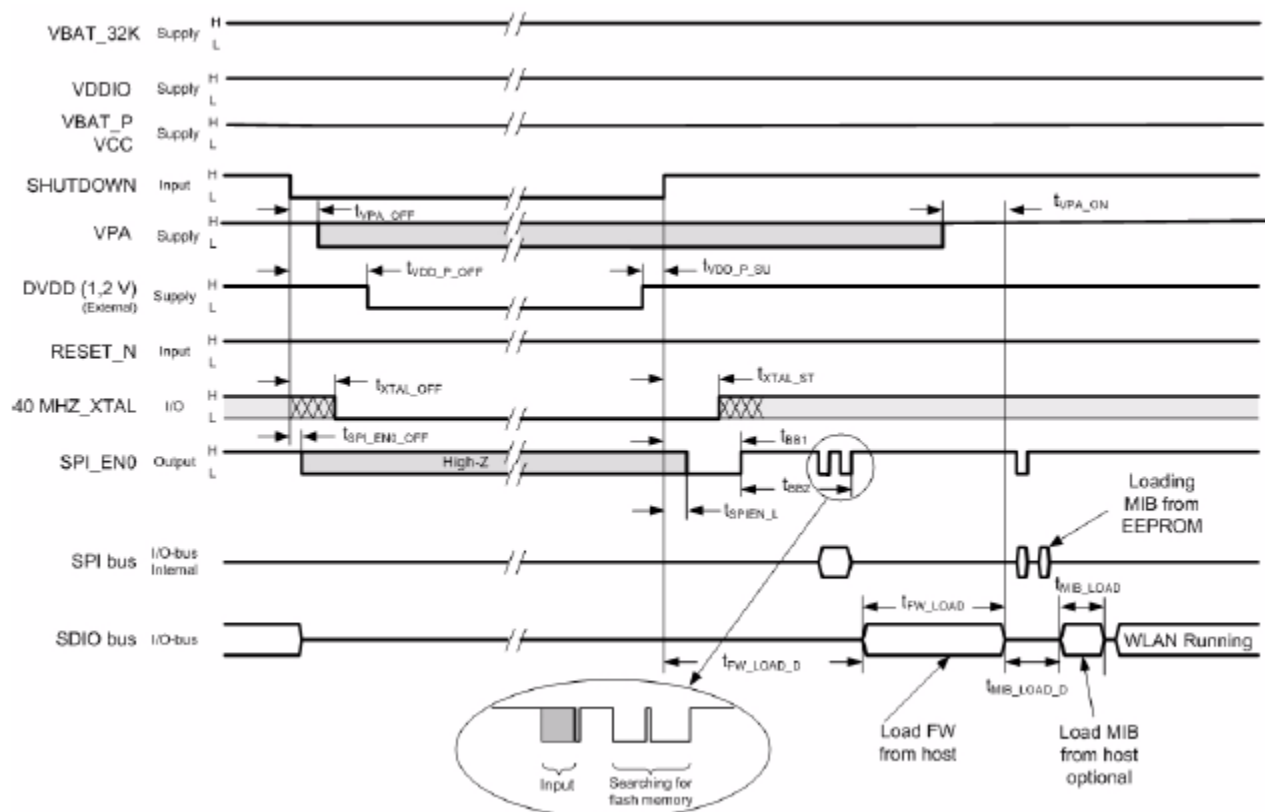 VBAT_32K Supply H L
VDDIO Supply H L
VBAT_P
VCC Supply H L
SHUTDOWN Input H L
tVPA_OFF tVPA_ON
VPA Supply H L
tVDD_P_OFF tVDD_P_SU
DVDD (1,2 V)
(External) Supply H L
RESET_N Input H L
tXTAL_OFF tXTAL_ST
40 MHZ_XTAL I/O H L
tSPI_EN0_OFF tBB1
SPI_EN0 Output H L High-Z
tBB2
tSPIEN_L
Loading
MIB from
EEPROM
SPI bus I/O-bus
Internal
tFW_LOAD tMIB_LOAD
SDIO bus I/O-bus WLAN Running
tFW_LOAD_D tMIB_LOAD_D
Load FW
from host
Load MIB
from host
optional
Input
Searching for
flash memory